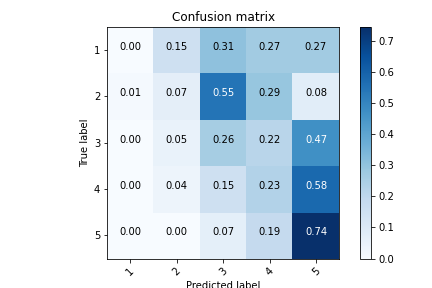 Confusion matrix
1 0.00 0.15 0.31 0.27 0.27
2 0.01 0.07 0.55 0.29 0.08
3 0.00 0.05 0.26 0.22 0.47
4 0.00 0.04 0.15 0.23 0.58
5 0.00 0.00 0.07 0.19 0.74
True label
1 2 3 4 5
Predicted label
0.7
0.6
0.5
0.4
0.3
0.2
0.1
0.0